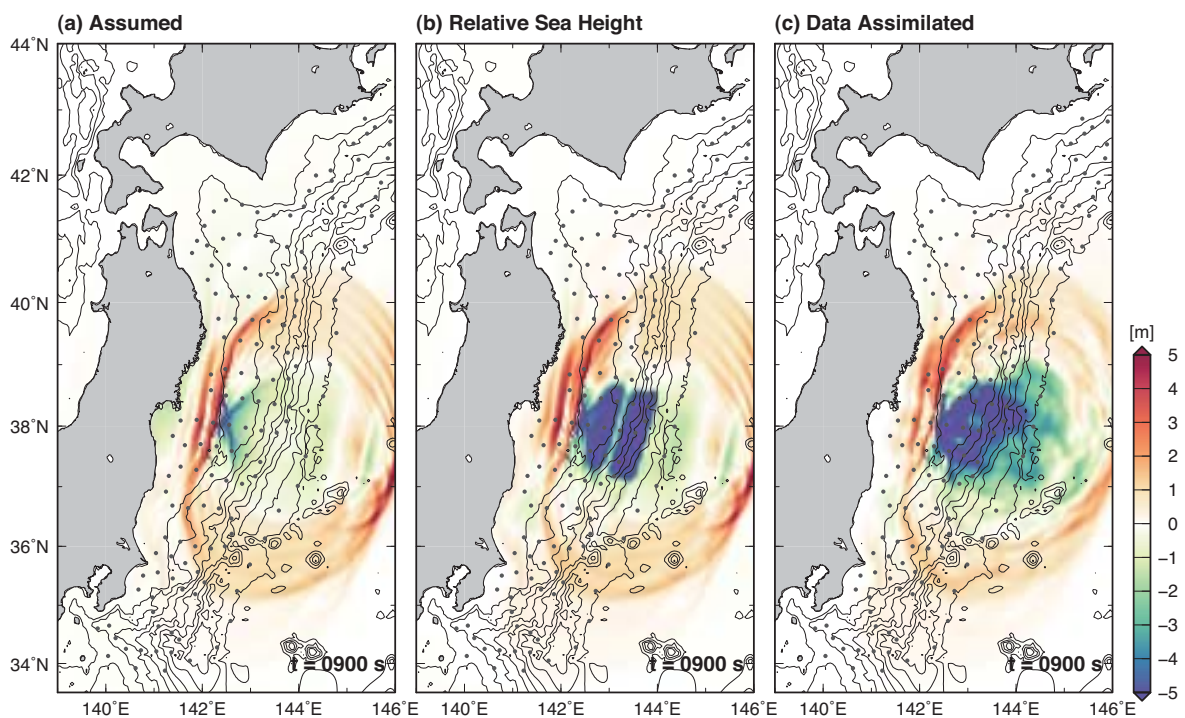 (a) Assumed
(b) Relative Sea Height
(c) Data Assimilated
44˚N
42˚N
40˚N
38˚N
36˚N
34˚N
t = 0900 s
t = 0900 s
t = 0900 s
140˚E 142˚E 144˚E 146˚E
140˚E 142˚E 144˚E 146˚E
140˚E 142˚E 144˚E 146˚E
[m]
5
4
3
2
1
0
−1
−2
−3
−4
−5